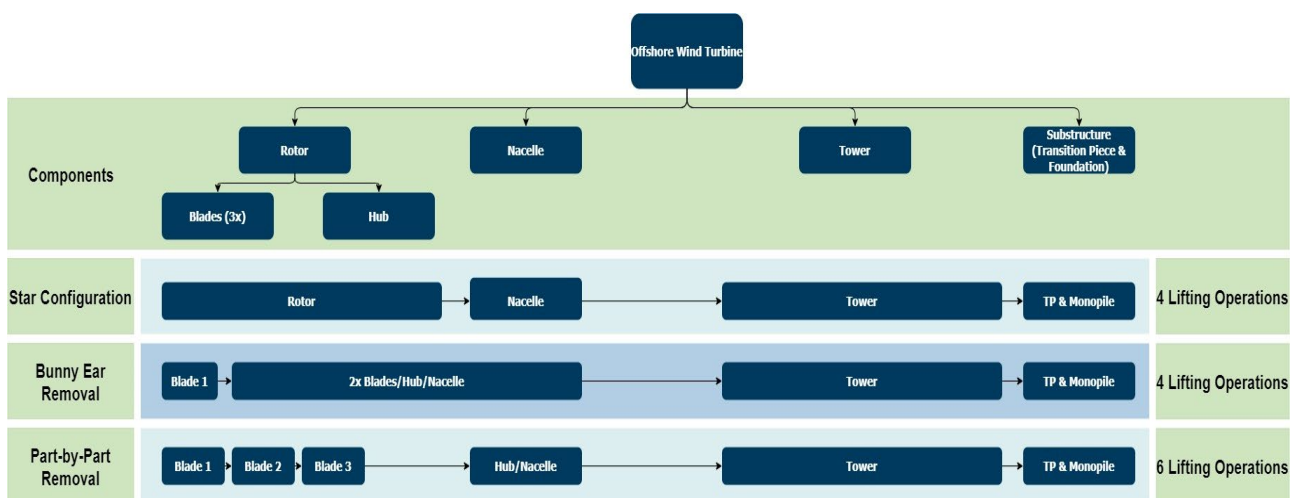 Offshore Wind Turbine
Components
Rotor
Nacelle
Tower
Substructure
(Transition Piece &
Foundation)
Blades (3x)
Hub
Star Configuration
Rotor
Nacelle
Tower
TP & Monopile
4 Lifting Operations
Bunny Ear
Removal
Blade 1
2x Blades/Hub/Nacelle
Tower
TP & Monopile
4 Lifting Operations
Part-by-Part
Removal
Blade 1
Blade 2
Blade 3
Hub/Nacelle
Tower
TP & Monopile
6 Lifting Operations